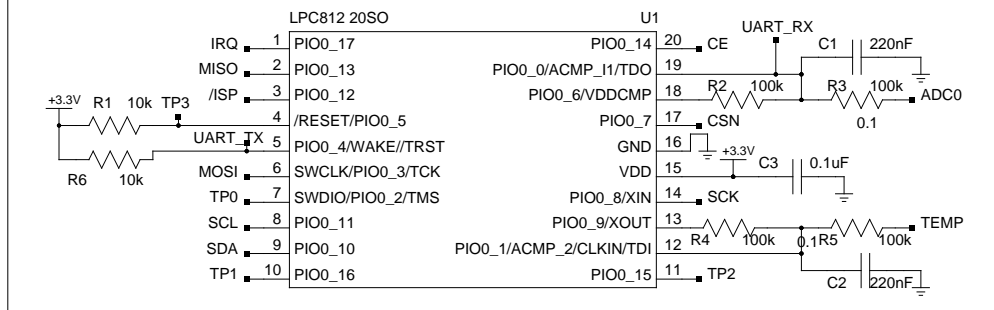 LPC812 20SO U1
UART_RX
IRQ 1 PIO0_17 PIO0_14 20 CE C1 220nF
MISO 2 PIO0_13 PIO0_0/ACMP_I1/TDO 19
/ISP 3 PIO0_12 PIO0_6/VDDCMP 18 R2 100k R3 100k ADC0
+3.3V R1 10k TP3 4 /RESET/PIO0_5 PIO0_7 17 CSN 0.1
UART_TX 5 PIO0_4/WAKE//TRST GND 16
R6 10k
MOSI 6 SWCLK/PIO0_3/TCK VDD 15 +3.3V C3 0.1uF
TP0 7 SWDIO/PIO0_2/TMS PIO0_8/XIN 14 SCK
SCL 8 PIO0_11 PIO0_9/XOUT 13 R4 100k 0.1 R5 100k TEMP
SDA 9 PIO0_10 PIO0_1/ACMP_2/CLKIN/TDI 12
TP1 10 PIO0_16 PIO0_15 11 TP2 C2 220nF